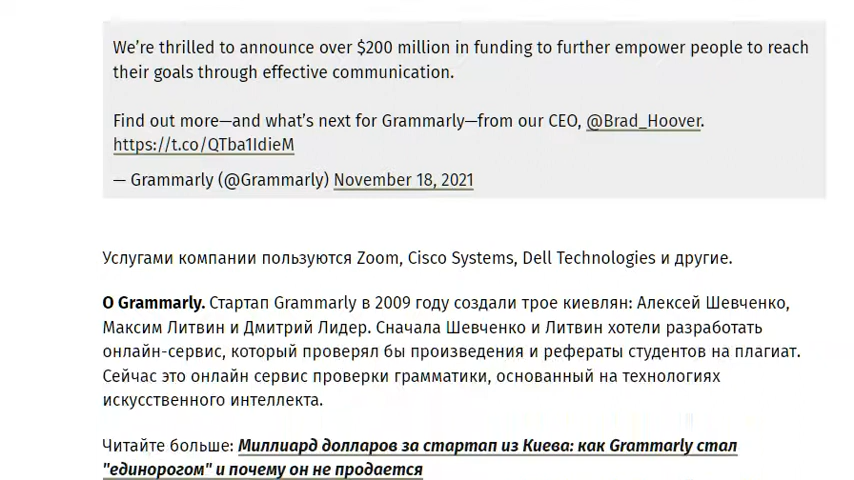 We’re thrilled to announce over $200 million in funding to further empower people to reach
their goals through effective communication.
Find out more—and what’s next for Grammarly—from our CEO, @Brad_Hoover.
https://t.co/QTba1IdieM
— Grammarly (@Grammarly) November 18, 2021
Услугами компании пользуются Zoom, Cisco Systems, Dell Technologies и другие.
О Grammarly. Стартап Grammarly в 2009 году создали трое киевлян: Алексей Шевченко,
Максим Литвин и Дмитрий Лидер. Сначала Шевченко и Литвин хотели разработать
онлайн-сервис, который проверял бы произведения и рефераты студентов на плагиат.
Сейчас это онлайн сервис проверки грамматики, основанный на технологиях
искусственного интеллекта.
Читайте больше: Миллиард долларов за стартап из Киева: как Grammarly стал
"единорогом" и почему он не продается